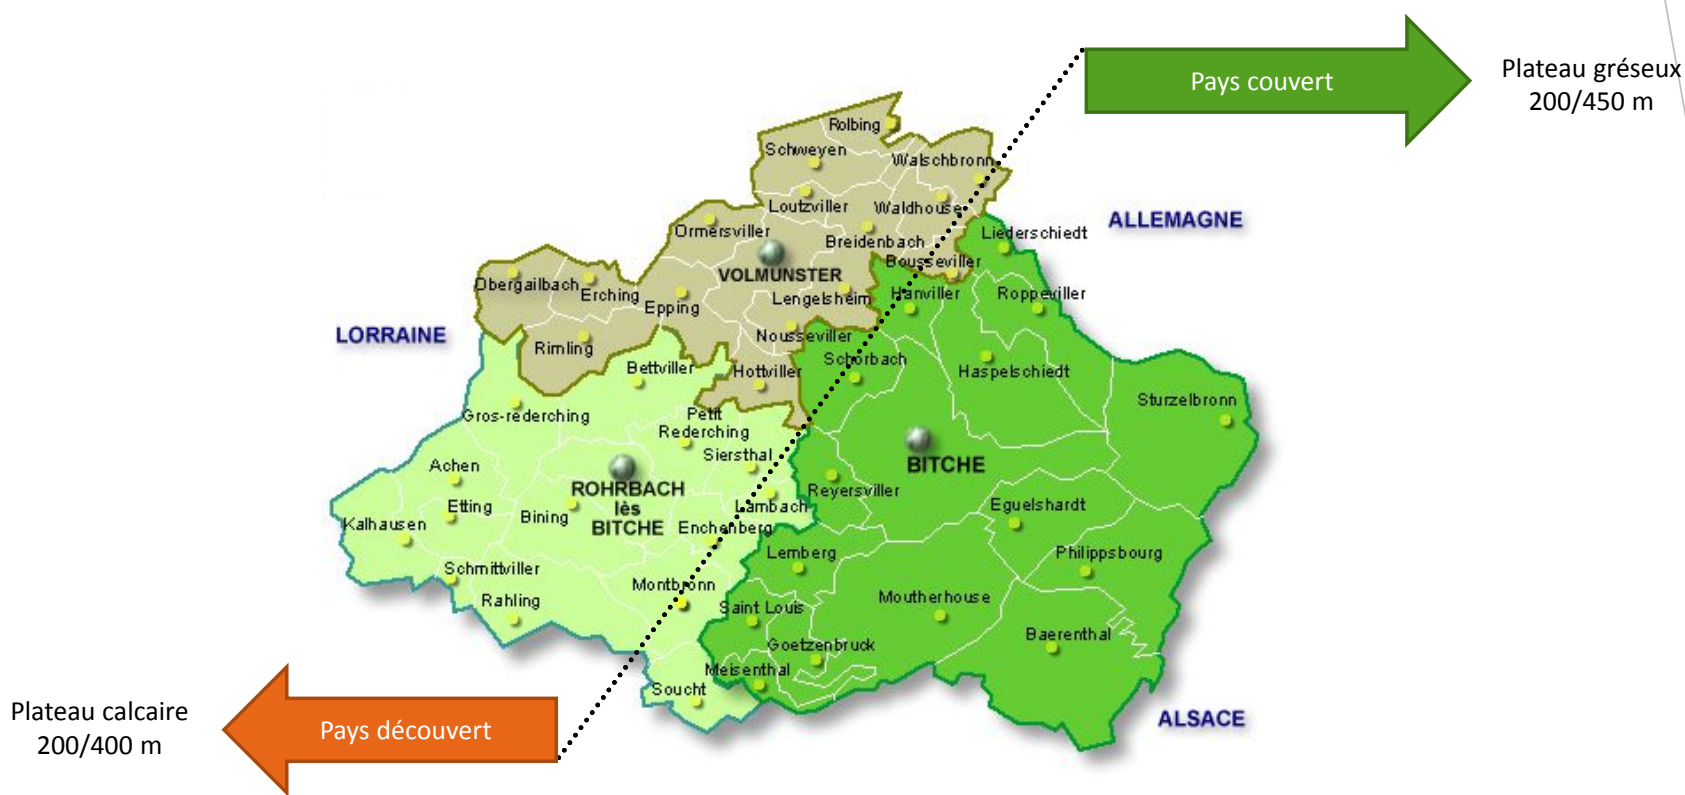 Pays couvert
Plateau gréseux
200/450 m
Rolbing
Schweyen
Walschbronn
Loutzviller
Waldhouse
ALLEMAGNE
Ormersviller
Breidenbach
Liederschiedt
Bousseviller
VOLMUNSTER
Obergailbach
Erching
Epping
Lengelsheim
Hanviller
Roppeviller
LORRAINE
Rimling
Nousseviller
Schorbach
Haspelschiedt
Bettviller
Hottviller
Sturzelbronn
Gros-rederching
Petit
Rederching
Siersthal
Achen
BITCHE
ROHRBACH
lès
BITCHE
Reyersviller
Etting
Bining
Lambach
Eguelshardt
Kalhausen
Enchenberg
Lemberg
Philippsbourg
Schmittviller
Montbronn
Rahling
Saint Louis
Moutherhouse
Baerenthal
Goetzenbruck
Meisenthal
Soucht
ALSACE
Plateau calcaire
200/400 m
Pays découvert